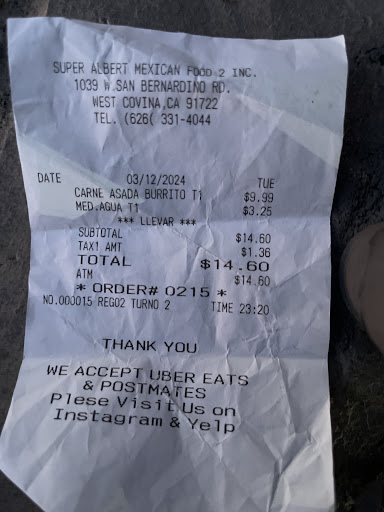 SUPER ALBERT MEXICAN FOOD 2 INC.
1039 W.SAN BERNARDINO RD.
WEST COVINA,CA 91722
TEL. (626( 331-4044
DATE 03/12/2024 TUE
CARNE ASADA BURRITO T1 $9.99
MED.AGUA T1 $3.25
*** LLEVAR ***
SUBTOTAL $14.60
TAX1 AMT $1.36
TOTAL $14.60
ATM $14.60
* ORDER# 0215 *
NO.000015 REG02 TURNO 2 TIME 23:20
THANK YOU
WE ACCEPT UBER EATS
& POSTMATES
Plese Visit Us on
Instagram & Yelp